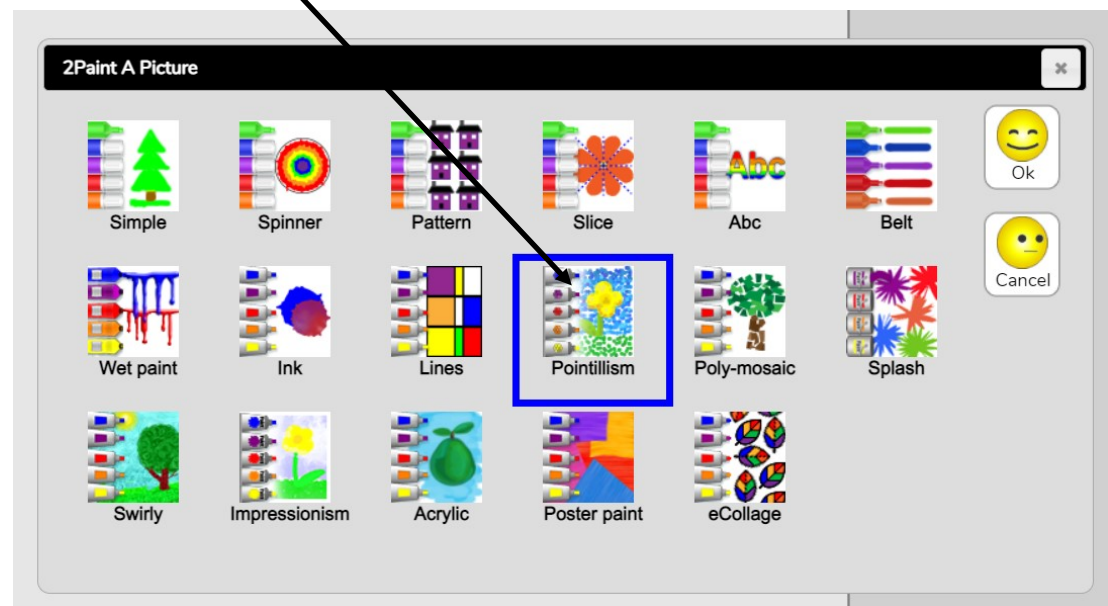 2Paint A Picture
Simple Spinner Pattern Slice Abc Belt
Ok
Wet paint Ink Lines Pointillism Poly-mosaic Splash
Cancel
Swirly Impressionism Acrylic Poster paint eCollage
Abc